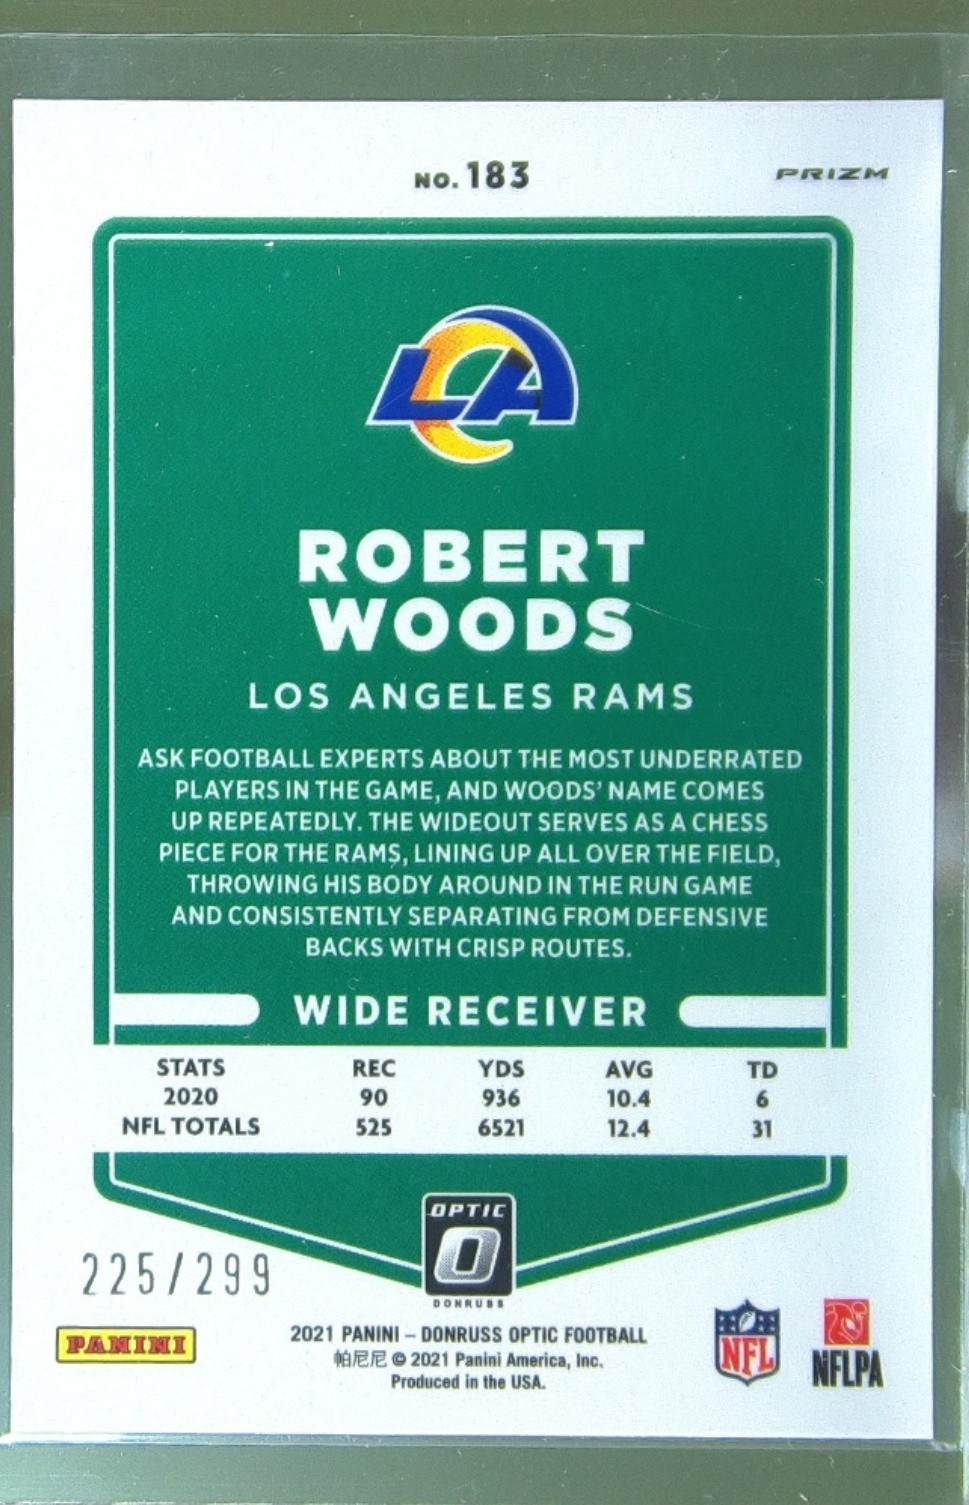 NO. 183
PRIZM
LA
ROBERT
WOODS
LOS ANGELES RAMS
ASK FOOTBALL EXPERTS ABOUT THE MOST UNDERRATED
PLAYERS IN THE GAME, AND WOODS' NAME COMES
UP REPEATEDLY. THE WIDEOUT SERVES AS A CHESS
PIECE FOR THE RAMS, LINING UP ALL OVER THE FIELD,
THROWING HIS BODY AROUND IN THE RUN GAME
AND CONSISTENTLY SEPARATING FROM DEFENSIVE
BACKS WITH CRISP ROUTES.
WIDE RECEIVER
STATS REC YDS AVG TD
2020 90 936 10.4 6
NFL TOTALS 525 6521 12.4 31
OPTIC
O
DONRUSS
225/299
PANINI
2021 PANINI – DONRUSS OPTIC FOOTBALL
帕尼尼 © 2021 Panini America, Inc.
Produced in the USA.
NFL
NFLPA